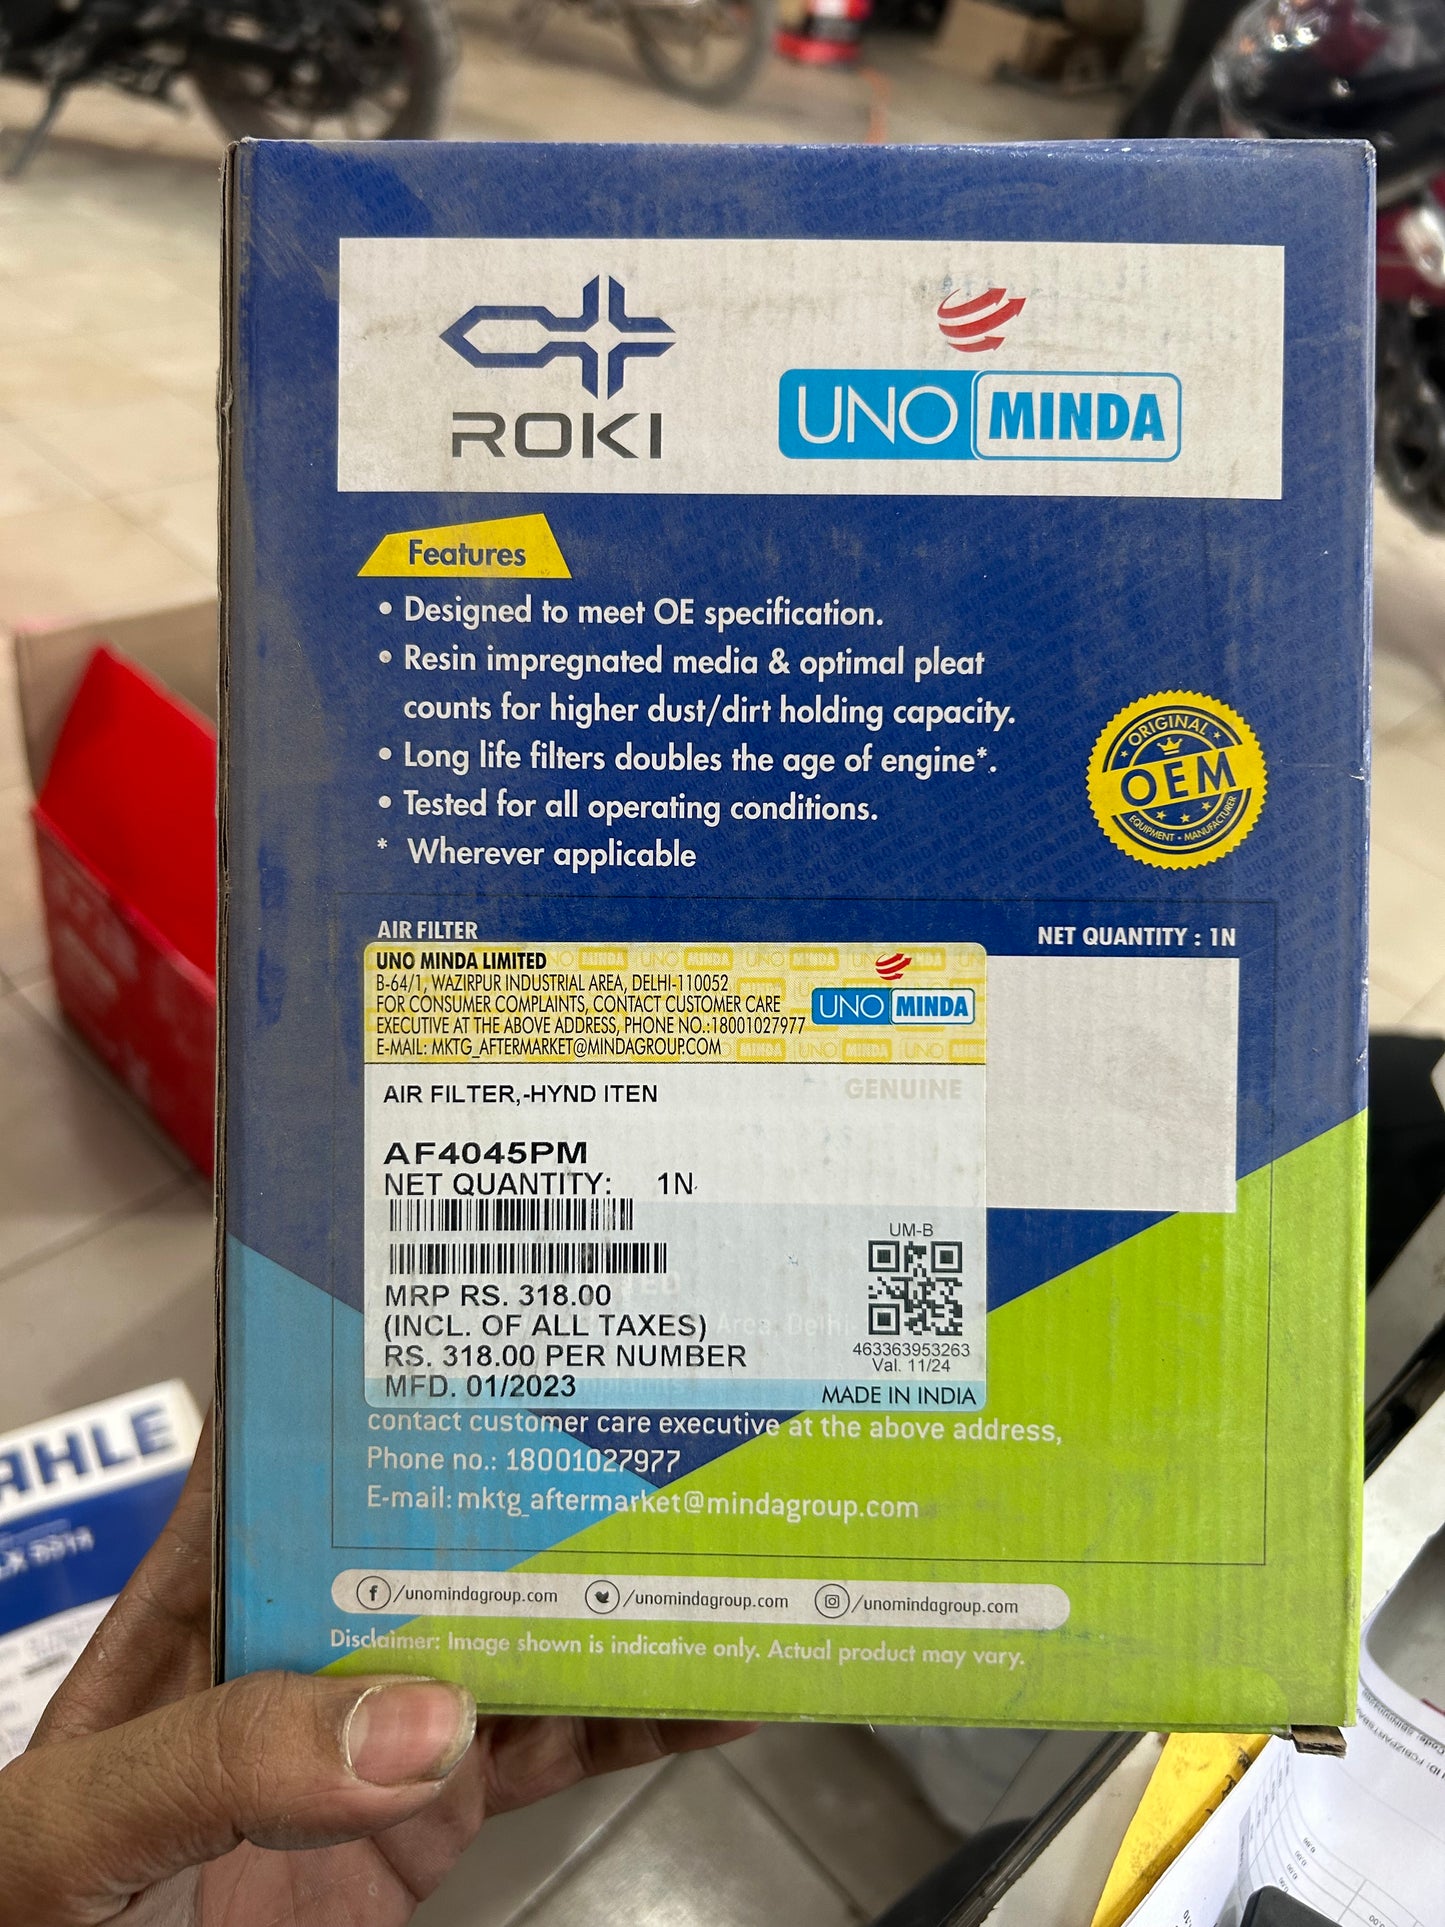 ROKI
UNO MINDA
Features
• Designed to meet OE specification.
• Resin impregnated media & optimal pleat
counts for higher dust/dirt holding capacity.
• Long life filters doubles the age of engine*.
• Tested for all operating conditions.
* Wherever applicable
ORIGINAL
OEM
EQUIPMENT • MANUFACTURER
AIR FILTER
NET QUANTITY : 1N
UNO MINDA LIMITED
B-64/1, WAZIRPUR INDUSTRIAL AREA, DELHI-110052
FOR CONSUMER COMPLAINTS, CONTACT CUSTOMER CARE
EXECUTIVE AT THE ABOVE ADDRESS, PHONE NO.:18001027977
E-MAIL: MKTG_AFTERMARKET@MINDAGROUP.COM
UNO MINDA
GENUINE
AIR FILTER,-HYND ITEN
AF4045PM
NET QUANTITY: 1N
UM-B
MRP RS. 318.00
(INCL. OF ALL TAXES)
RS. 318.00 PER NUMBER
MFD. 01/2023
463363953263
Val. 11/24
MADE IN INDIA
contact customer care executive at the above address,
Phone no.: 18001027977
E-mail: mktg_aftermarket@mindagroup.com
/unomindagroup.com /unomindagroup.com /unomindagroup.com
Disclaimer: Image shown is indicative only. Actual product may vary.
AHLE